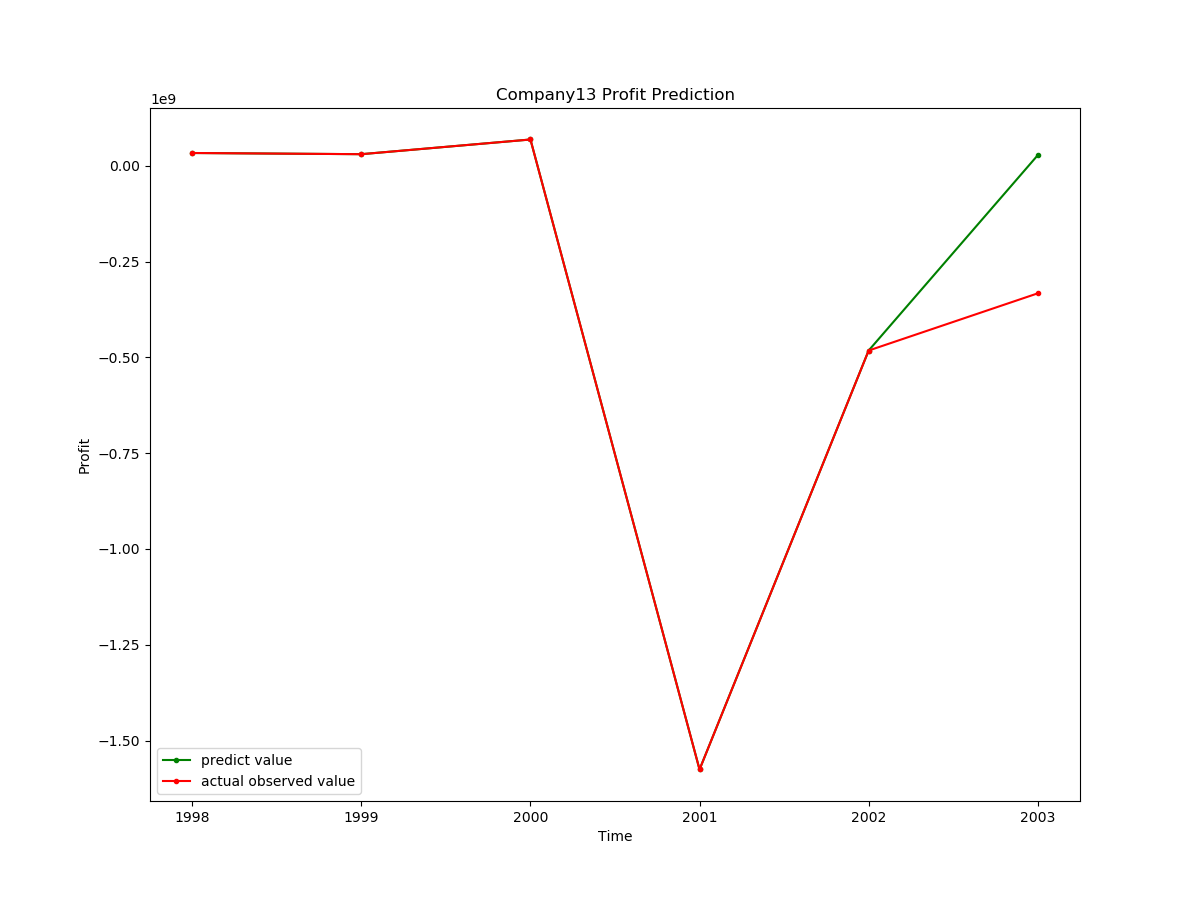 Company13 Profit Prediction
1e9
0.00
−0.25
−0.50
−0.75
−1.00
−1.25
−1.50
Profit
predict value
actual observed value
1998 1999 2000 2001 2002 2003
Time